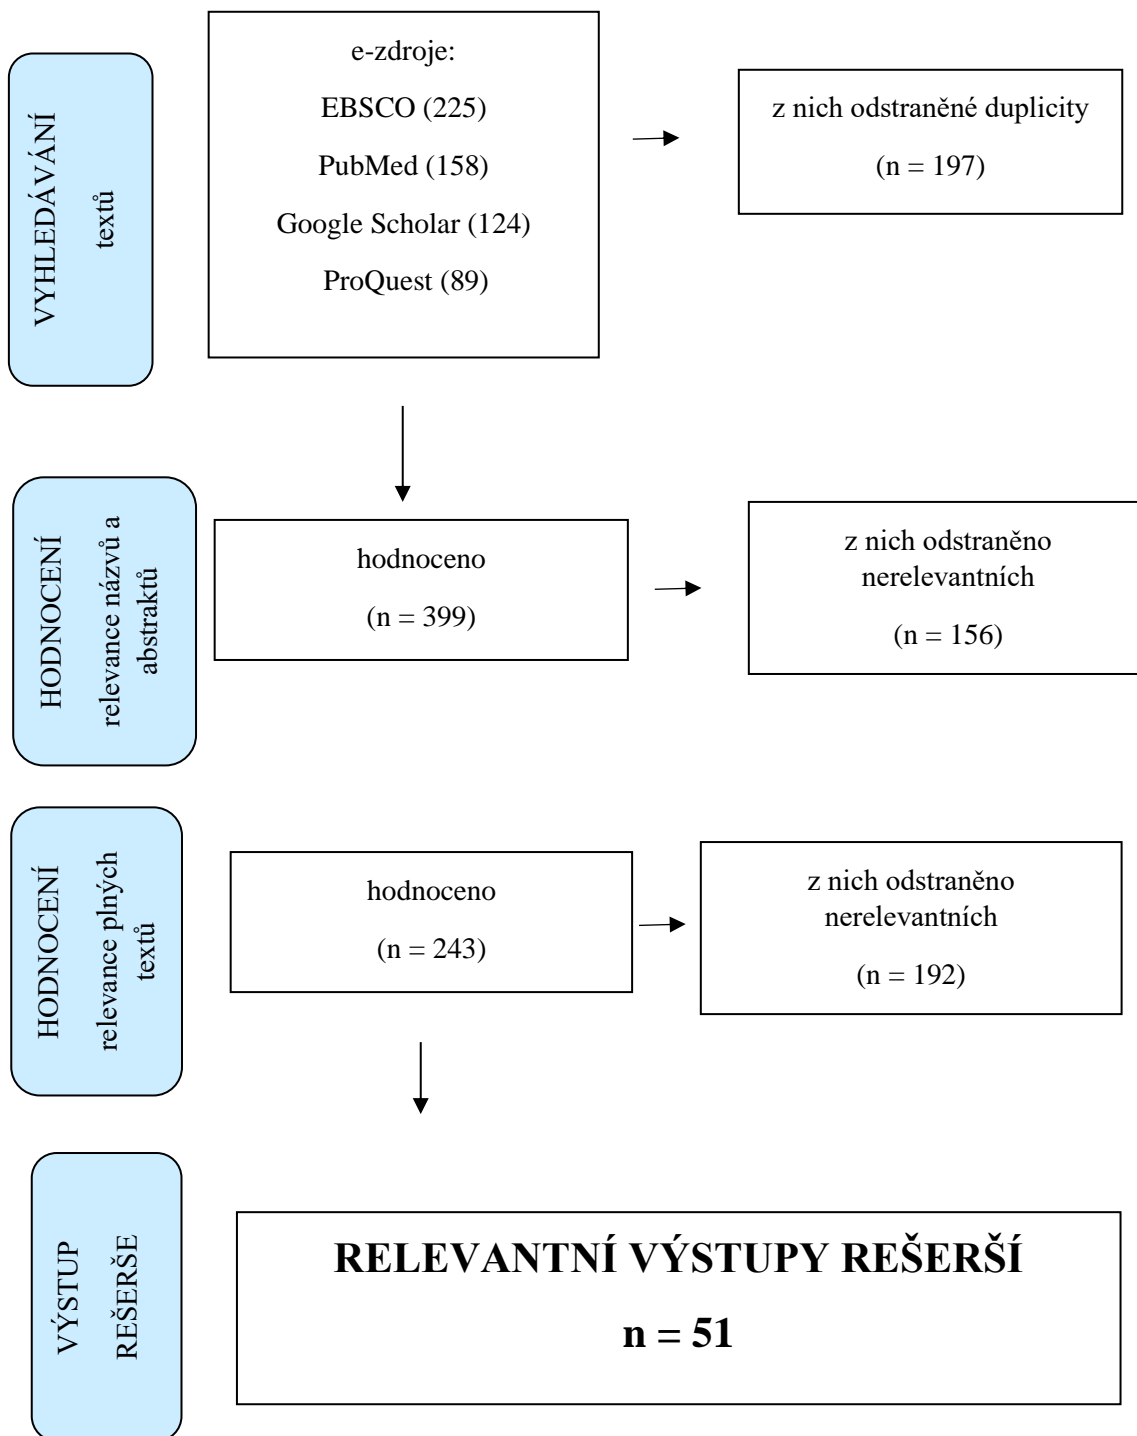 VYHLEDÁVÁNÍ
textů
e-zdroje:
EBSCO (225)
PubMed (158)
Google Scholar (124)
ProQuest (89)
z nich odstraněné duplicity
(n = 197)
HODNOCENÍ
relevance názvů a
abstraktů
hodnoceno
(n = 399)
z nich odstraněno
nerelevantních
(n = 156)
HODNOCENÍ
relevance plných
textů
hodnoceno
(n = 243)
z nich odstraněno
nerelevantních
(n = 192)
VÝSTUP
REŠERŠE
RELEVANTNÍ VÝSTUPY REŠERŠÍ
n = 51